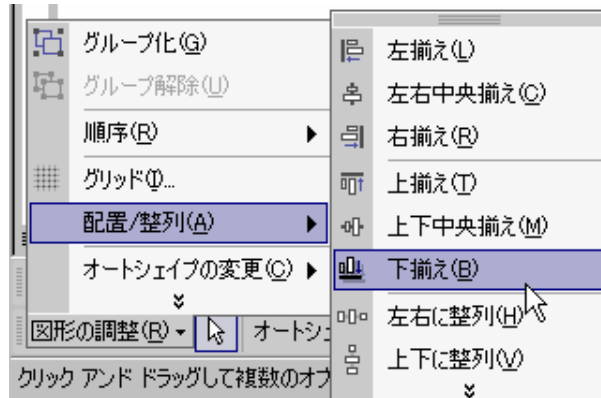 グループ化(G)
グループ解除(U)
順序(R)
グリッド(I)...
配置/整列(A)
オートシェイプの変更(C)
図形の調整(R)
オートシェ
クリック アンド ドラッグして複数のオブ
左揃え(L)
左右中央揃え(C)
右揃え(R)
上揃え(T)
上下中央揃え(M)
下揃え(B)
左右に整列(H)
上下に整列(V)